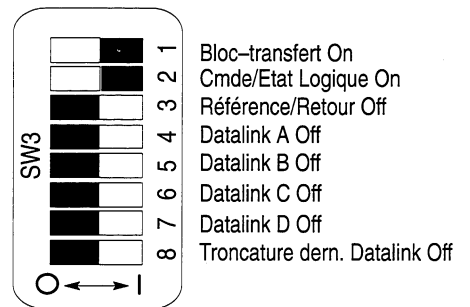 1 Bloc–transfert On
2 Cmde/Etat Logique On
3 Référence/Retour Off
4 Datalink A Off
5 Datalink B Off
6 Datalink C Off
7 Datalink D Off
8 Troncature dern. Datalink Off
SW3
O I